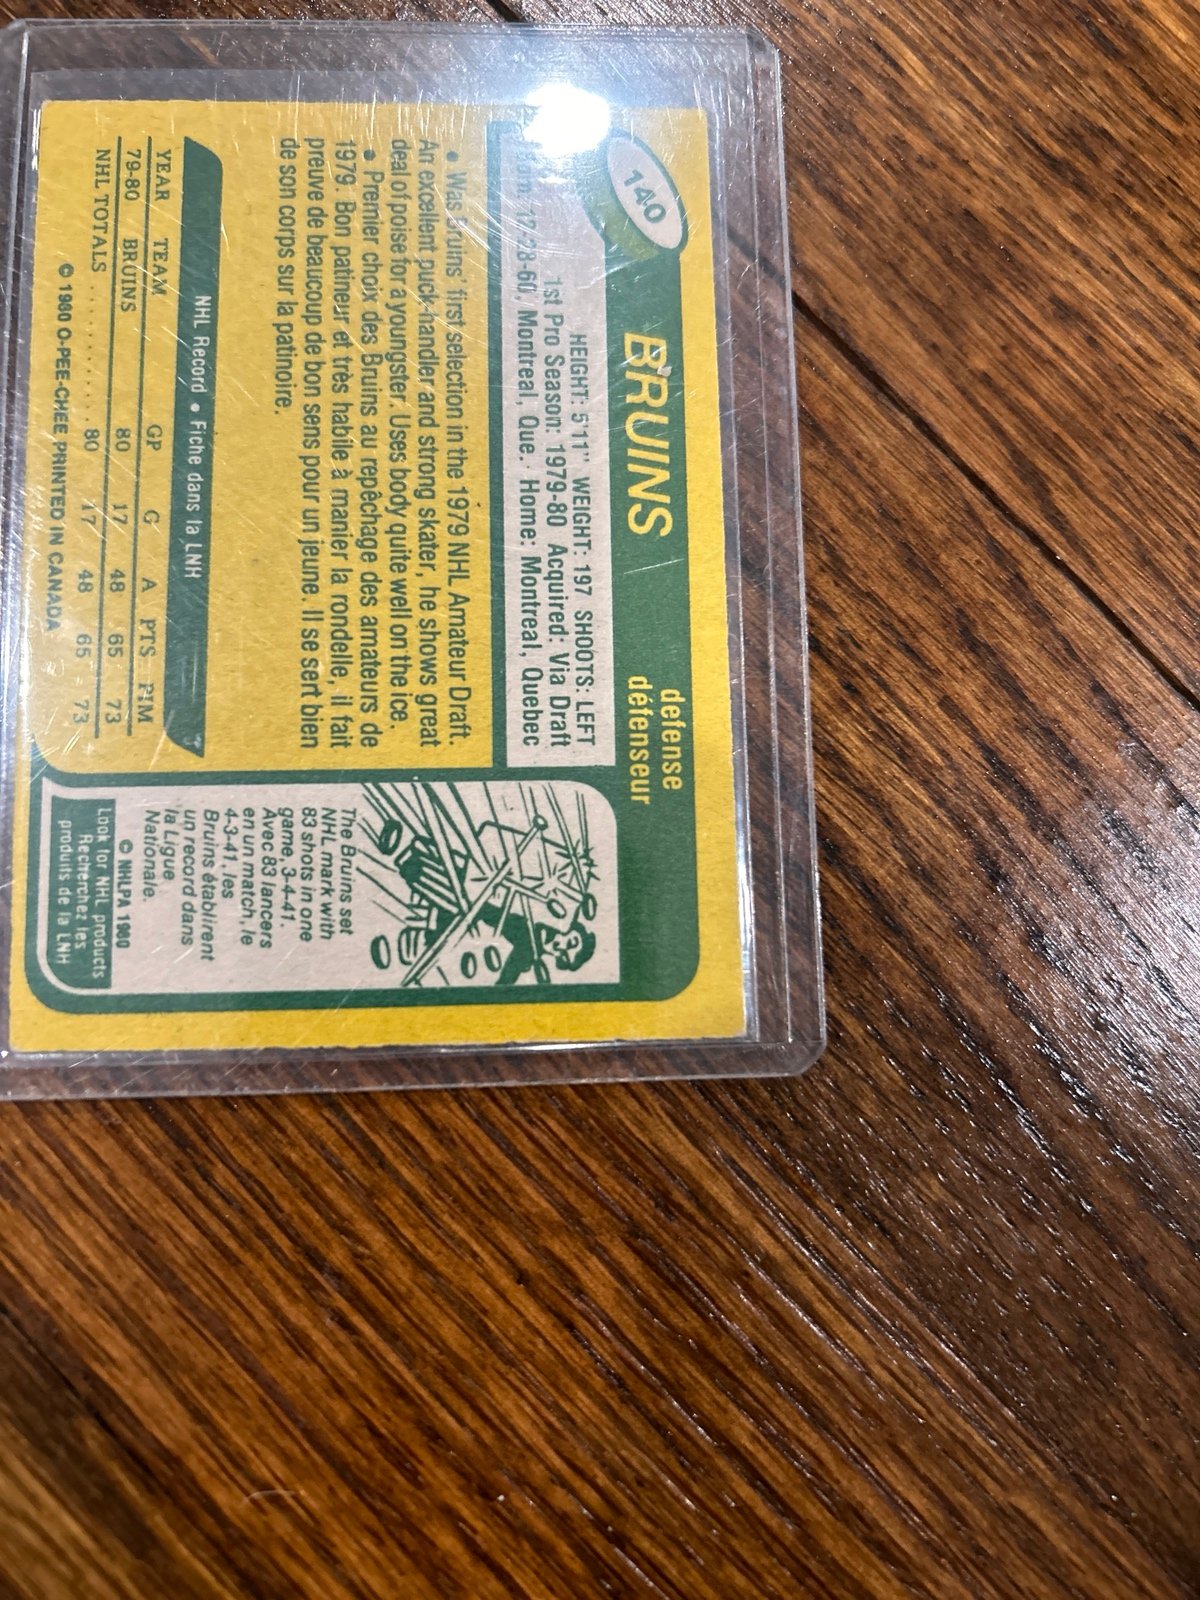 140
BRUINS
defense
défenseur
HEIGHT: 5'11" WEIGHT: 197 SHOOTS: LEFT
1st Pro Season: 1979-80 Acquired: Via Draft
Born: 12-28-60, Montreal, Que. Home: Montreal, Quebec
• Was Bruins' first selection in the 1979 NHL Amateur Draft.
An excellent puck-handler and strong skater, he shows great
deal of poise for a youngster. Uses body quite well on the ice.
• Premier choix des Bruins au repêchage des amateurs de
1979. Bon patineur et très habile à manier la rondelle, il fait
preuve de beaucoup de bon sens pour un jeune. Il se sert bien
de son corps sur la patinoire.
NHL Record • Fiche dans la LNH
YEAR TEAM GP G A PTS PIM
79-80 BRUINS 80 17 48 65 73
NHL TOTALS . . . . . . . . . . 80 17 48 65 73
© 1980 O-PEE-CHEE PRINTED IN CANADA
The Bruins set
NHL mark with
83 shots in one
game, 3-4-41.
Avec 83 lancers
en un match, le
4-3-41, les
Bruins établirent
un record dans
la Ligue
Nationale.
© NHLPA 1980
Look for NHL products
Recherchez les
produits de la LNH